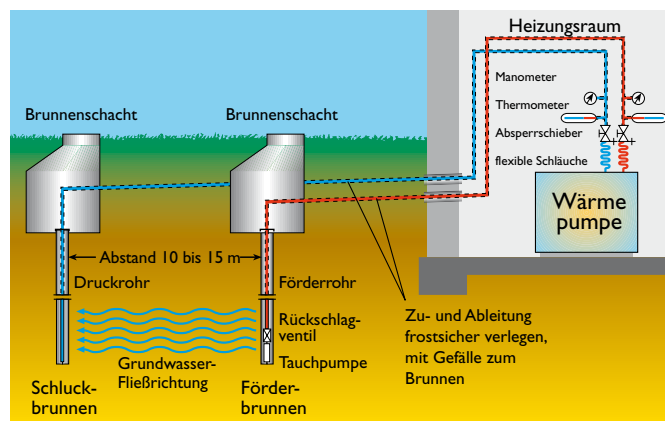 Heizungsraum
Manometer
Thermometer
Absperrschieber
flexible Schläuche
Wärme
pumpe
Brunnenschacht
Brunnenschacht
Abstand 10 bis 15 m
Druckrohr
Förderrohr
Rückschlag-
ventil
Tauchpumpe
Grundwasser-
Fließrichtung
Schluck-
brunnen
Förder-
brunnen
Zu- und Ableitung
frostsicher verlegen,
mit Gefälle zum
Brunnen